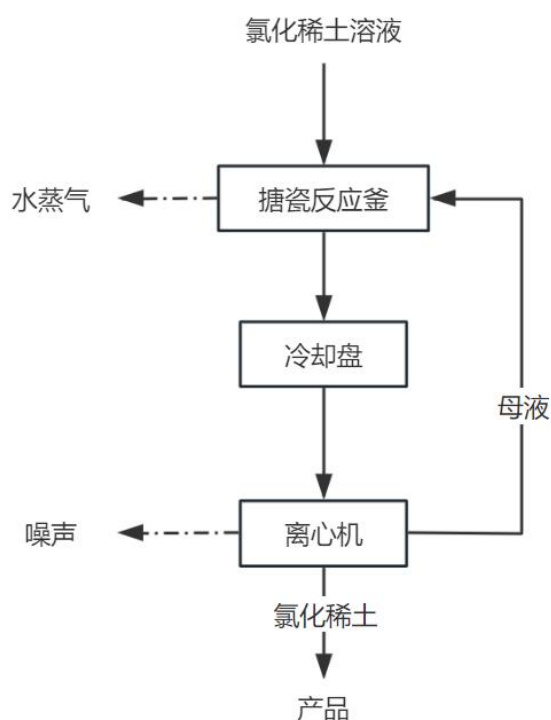 氯化稀土溶液
水蒸气
搪瓷反应釜
冷却盘
母液
噪声
离心机
氯化稀土
产品